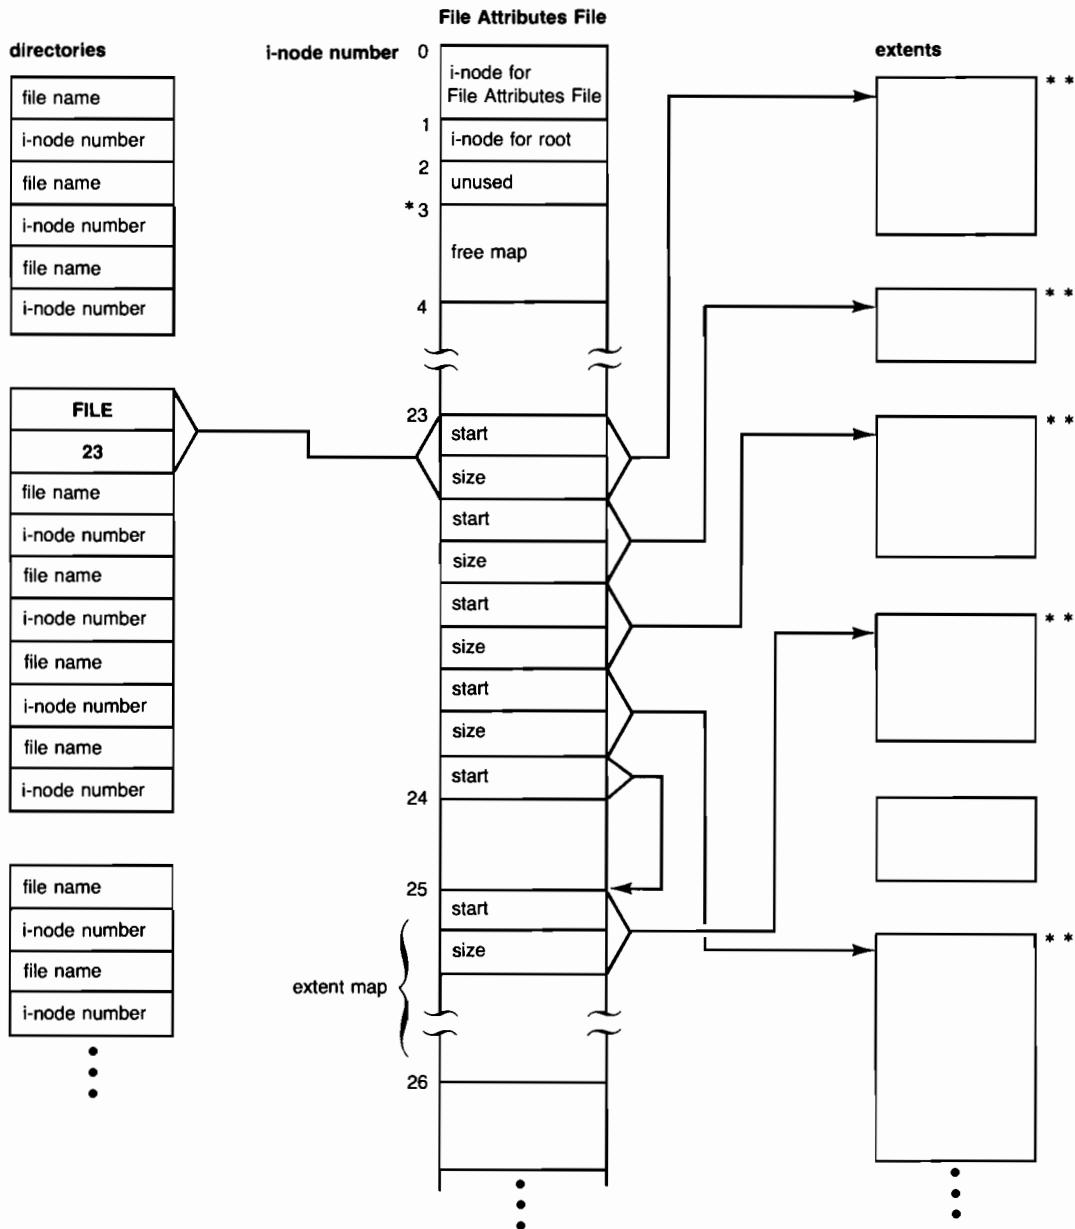 File Attributes File
directories
i-node number
extents
file name
i-node number
file name
i-node number
file name
i-node number
FILE
23
file name
i-node number
file name
i-node number
file name
i-node number
file name
i-node number
file name
i-node number
file name
i-node number
0
i-node for
File Attributes File
1
i-node for root
2
unused
*3
free map
4
23
start
size
start
size
start
size
start
size
start
24
25
start
size
extent map
26
* *
* *
* *
* *
* *